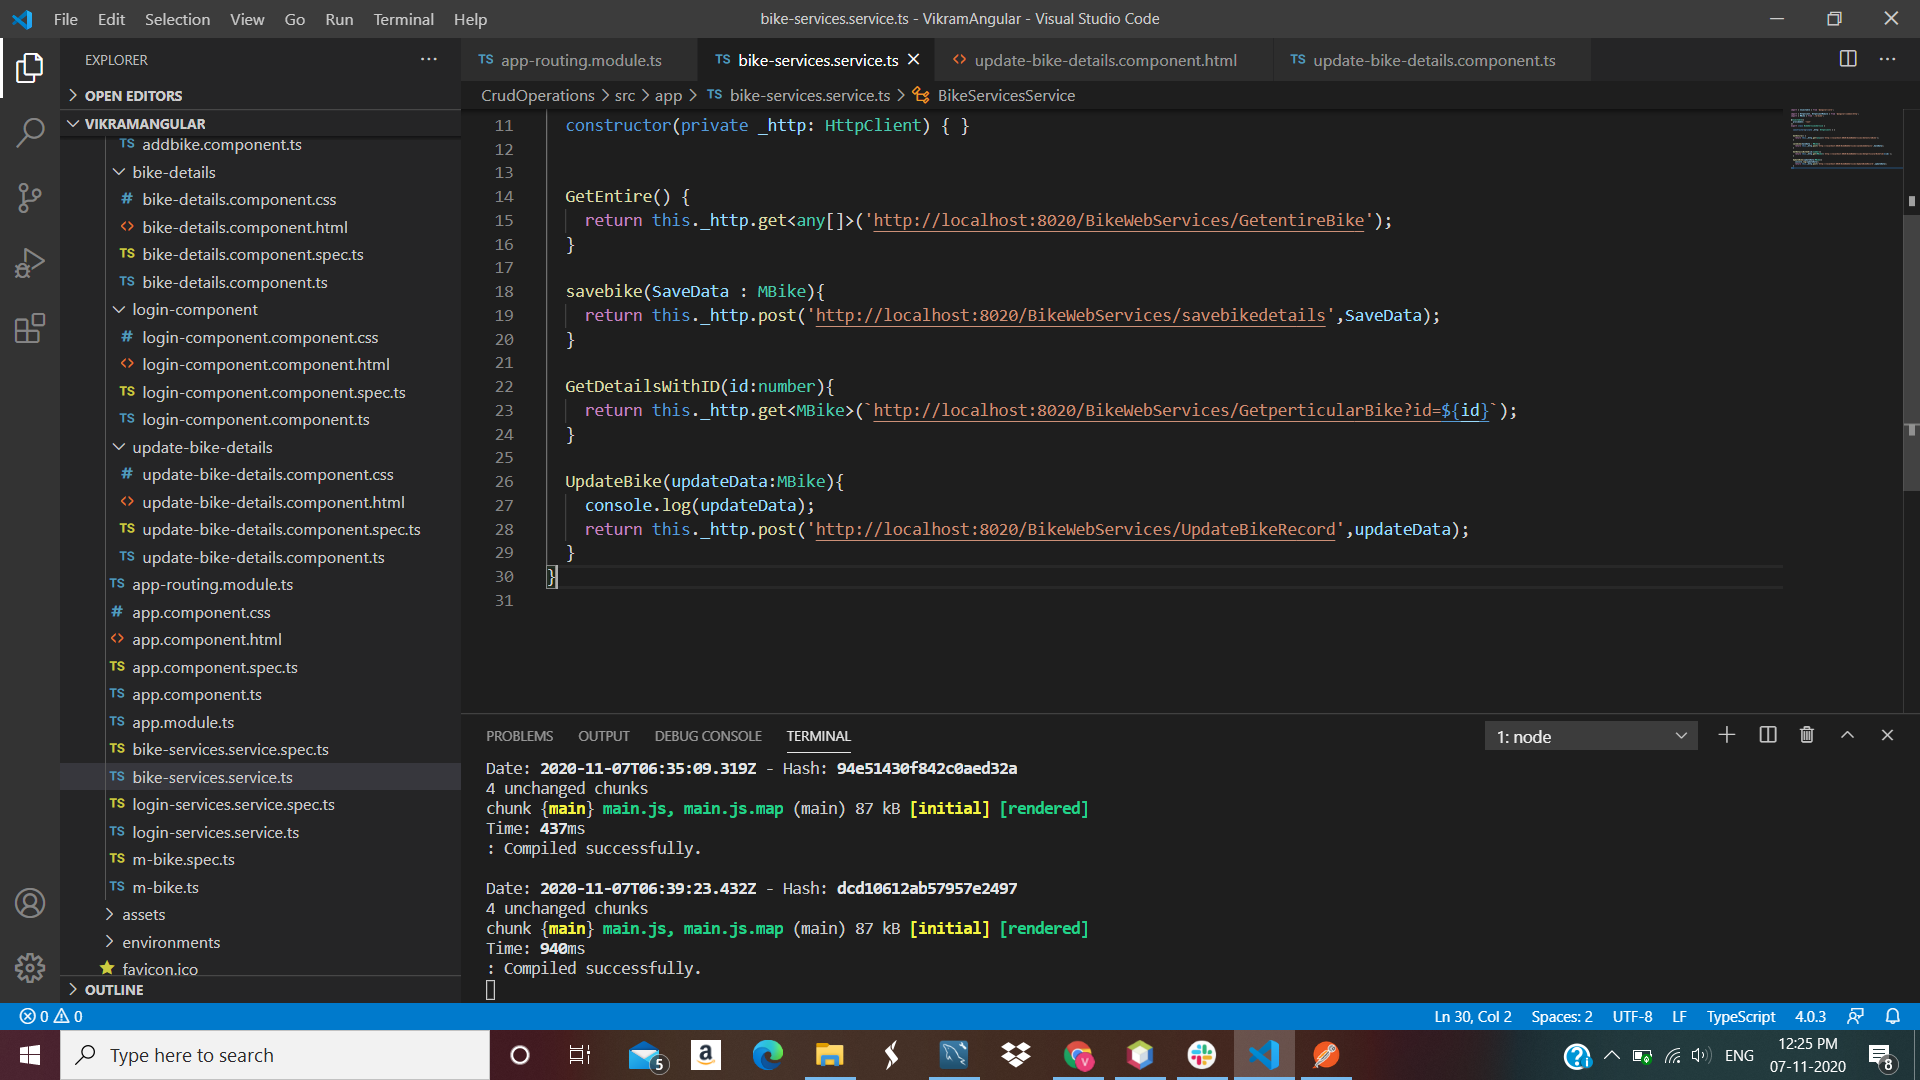 File Edit Selection View Go Run Terminal Help
bike-services.service.ts - VikramAngular - Visual Studio Code
EXPLORER
OPEN EDITORS
VIKRAMANGULAR
TS addbike.component.ts
bike-details
# bike-details.component.css
<> bike-details.component.html
TS bike-details.component.spec.ts
TS bike-details.component.ts
login-component
# login-component.component.css
<> login-component.component.html
TS login-component.component.spec.ts
TS login-component.component.ts
update-bike-details
# update-bike-details.component.css
<> update-bike-details.component.html
TS update-bike-details.component.spec.ts
TS update-bike-details.component.ts
TS app-routing.module.ts
# app.component.css
<> app.component.html
TS app.component.spec.ts
TS app.component.ts
TS app.module.ts
TS bike-services.service.spec.ts
TS bike-services.service.ts
TS login-services.service.spec.ts
TS login-services.service.ts
TS m-bike.spec.ts
TS m-bike.ts
assets
environments
favicon.ico
OUTLINE
TS app-routing.module.ts TS bike-services.service.ts <> update-bike-details.component.html TS update-bike-details.component.ts
CrudOperations > src > app > TS bike-services.service.ts > BikeServicesService
11 constructor(private _http: HttpClient) { }
12
13
14 GetEntire() {
15 return this._http.get<any[]>('http://localhost:8020/BikeWebServices/GetentireBike');
16 }
17
18 savebike(SaveData : MBike){
19 return this._http.post('http://localhost:8020/BikeWebServices/savebikedetails',SaveData);
20 }
21
22 GetDetailsWithID(id:number){
23 return this._http.get<MBike>(`http://localhost:8020/BikeWebServices/GetperticularBike?id=${id}`);
24 }
25
26 UpdateBike(updateData:MBike){
27 console.log(updateData);
28 return this._http.post('http://localhost:8020/BikeWebServices/UpdateBikeRecord',updateData);
29 }
30 }
31
PROBLEMS OUTPUT DEBUG CONSOLE TERMINAL
1: node
Date: 2020-11-07T06:35:09.319Z - Hash: 94e51430f842c0aed32a
4 unchanged chunks
chunk {main} main.js, main.js.map (main) 87 kB [initial] [rendered]
Time: 437ms
: Compiled successfully.
Date: 2020-11-07T06:39:23.432Z - Hash: dcd10612ab57957e2497
4 unchanged chunks
chunk {main} main.js, main.js.map (main) 87 kB [initial] [rendered]
Time: 940ms
: Compiled successfully.
0 0
Ln 30, Col 2 Spaces: 2 UTF-8 LF TypeScript 4.0.3
Type here to search
5
a
V
ENG
12:25 PM
07-11-2020
8